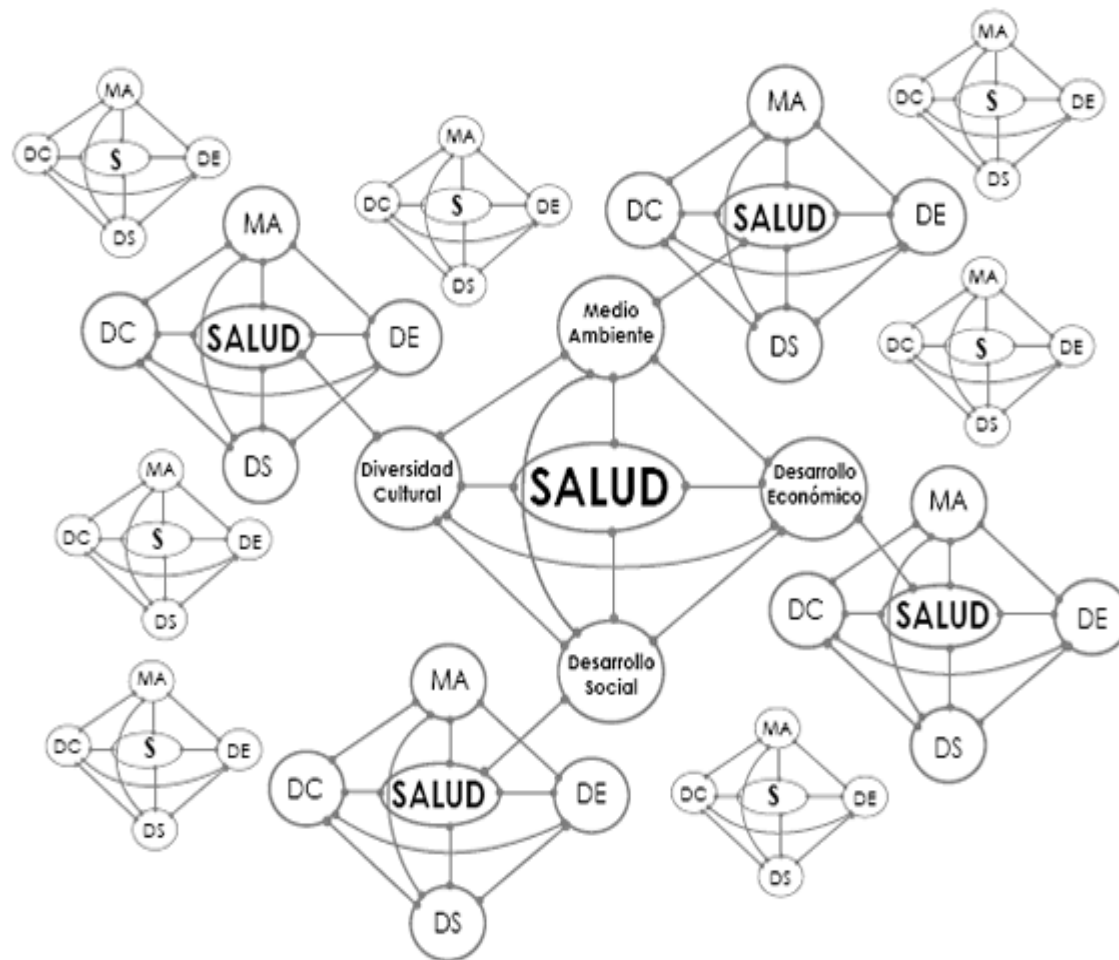 MA
DC
S
DE
DS
MA
DC
S
DE
DS
MA
DC
SALUD
DE
DS
MA
DC
S
DE
DS
MA
DC
SALUD
DE
DS
MA
DC
S
DE
DS
Medio
Ambiente
Diversidad
Cultural
SALUD
Desarrollo
Económico
Desarrollo
Social
MA
DC
S
DE
DS
MA
DC
SALUD
DE
DS
MA
DC
S
DE
DS
MA
DC
SALUD
DE
DS
MA
DC
S
DE
DS